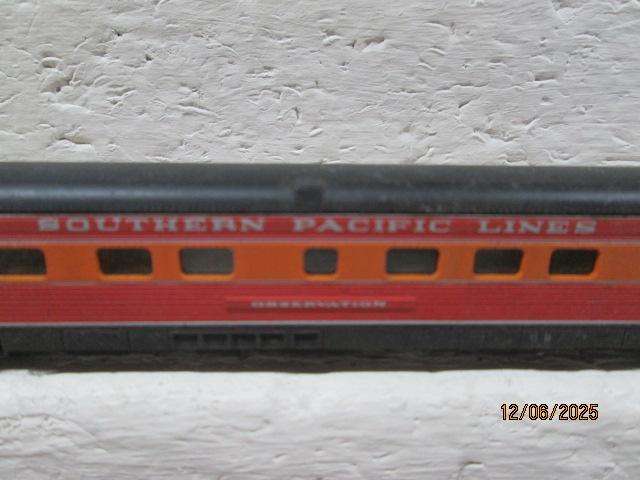 SOUTHERN PACIFIC LINES
OBSERVATION
12/06/2025